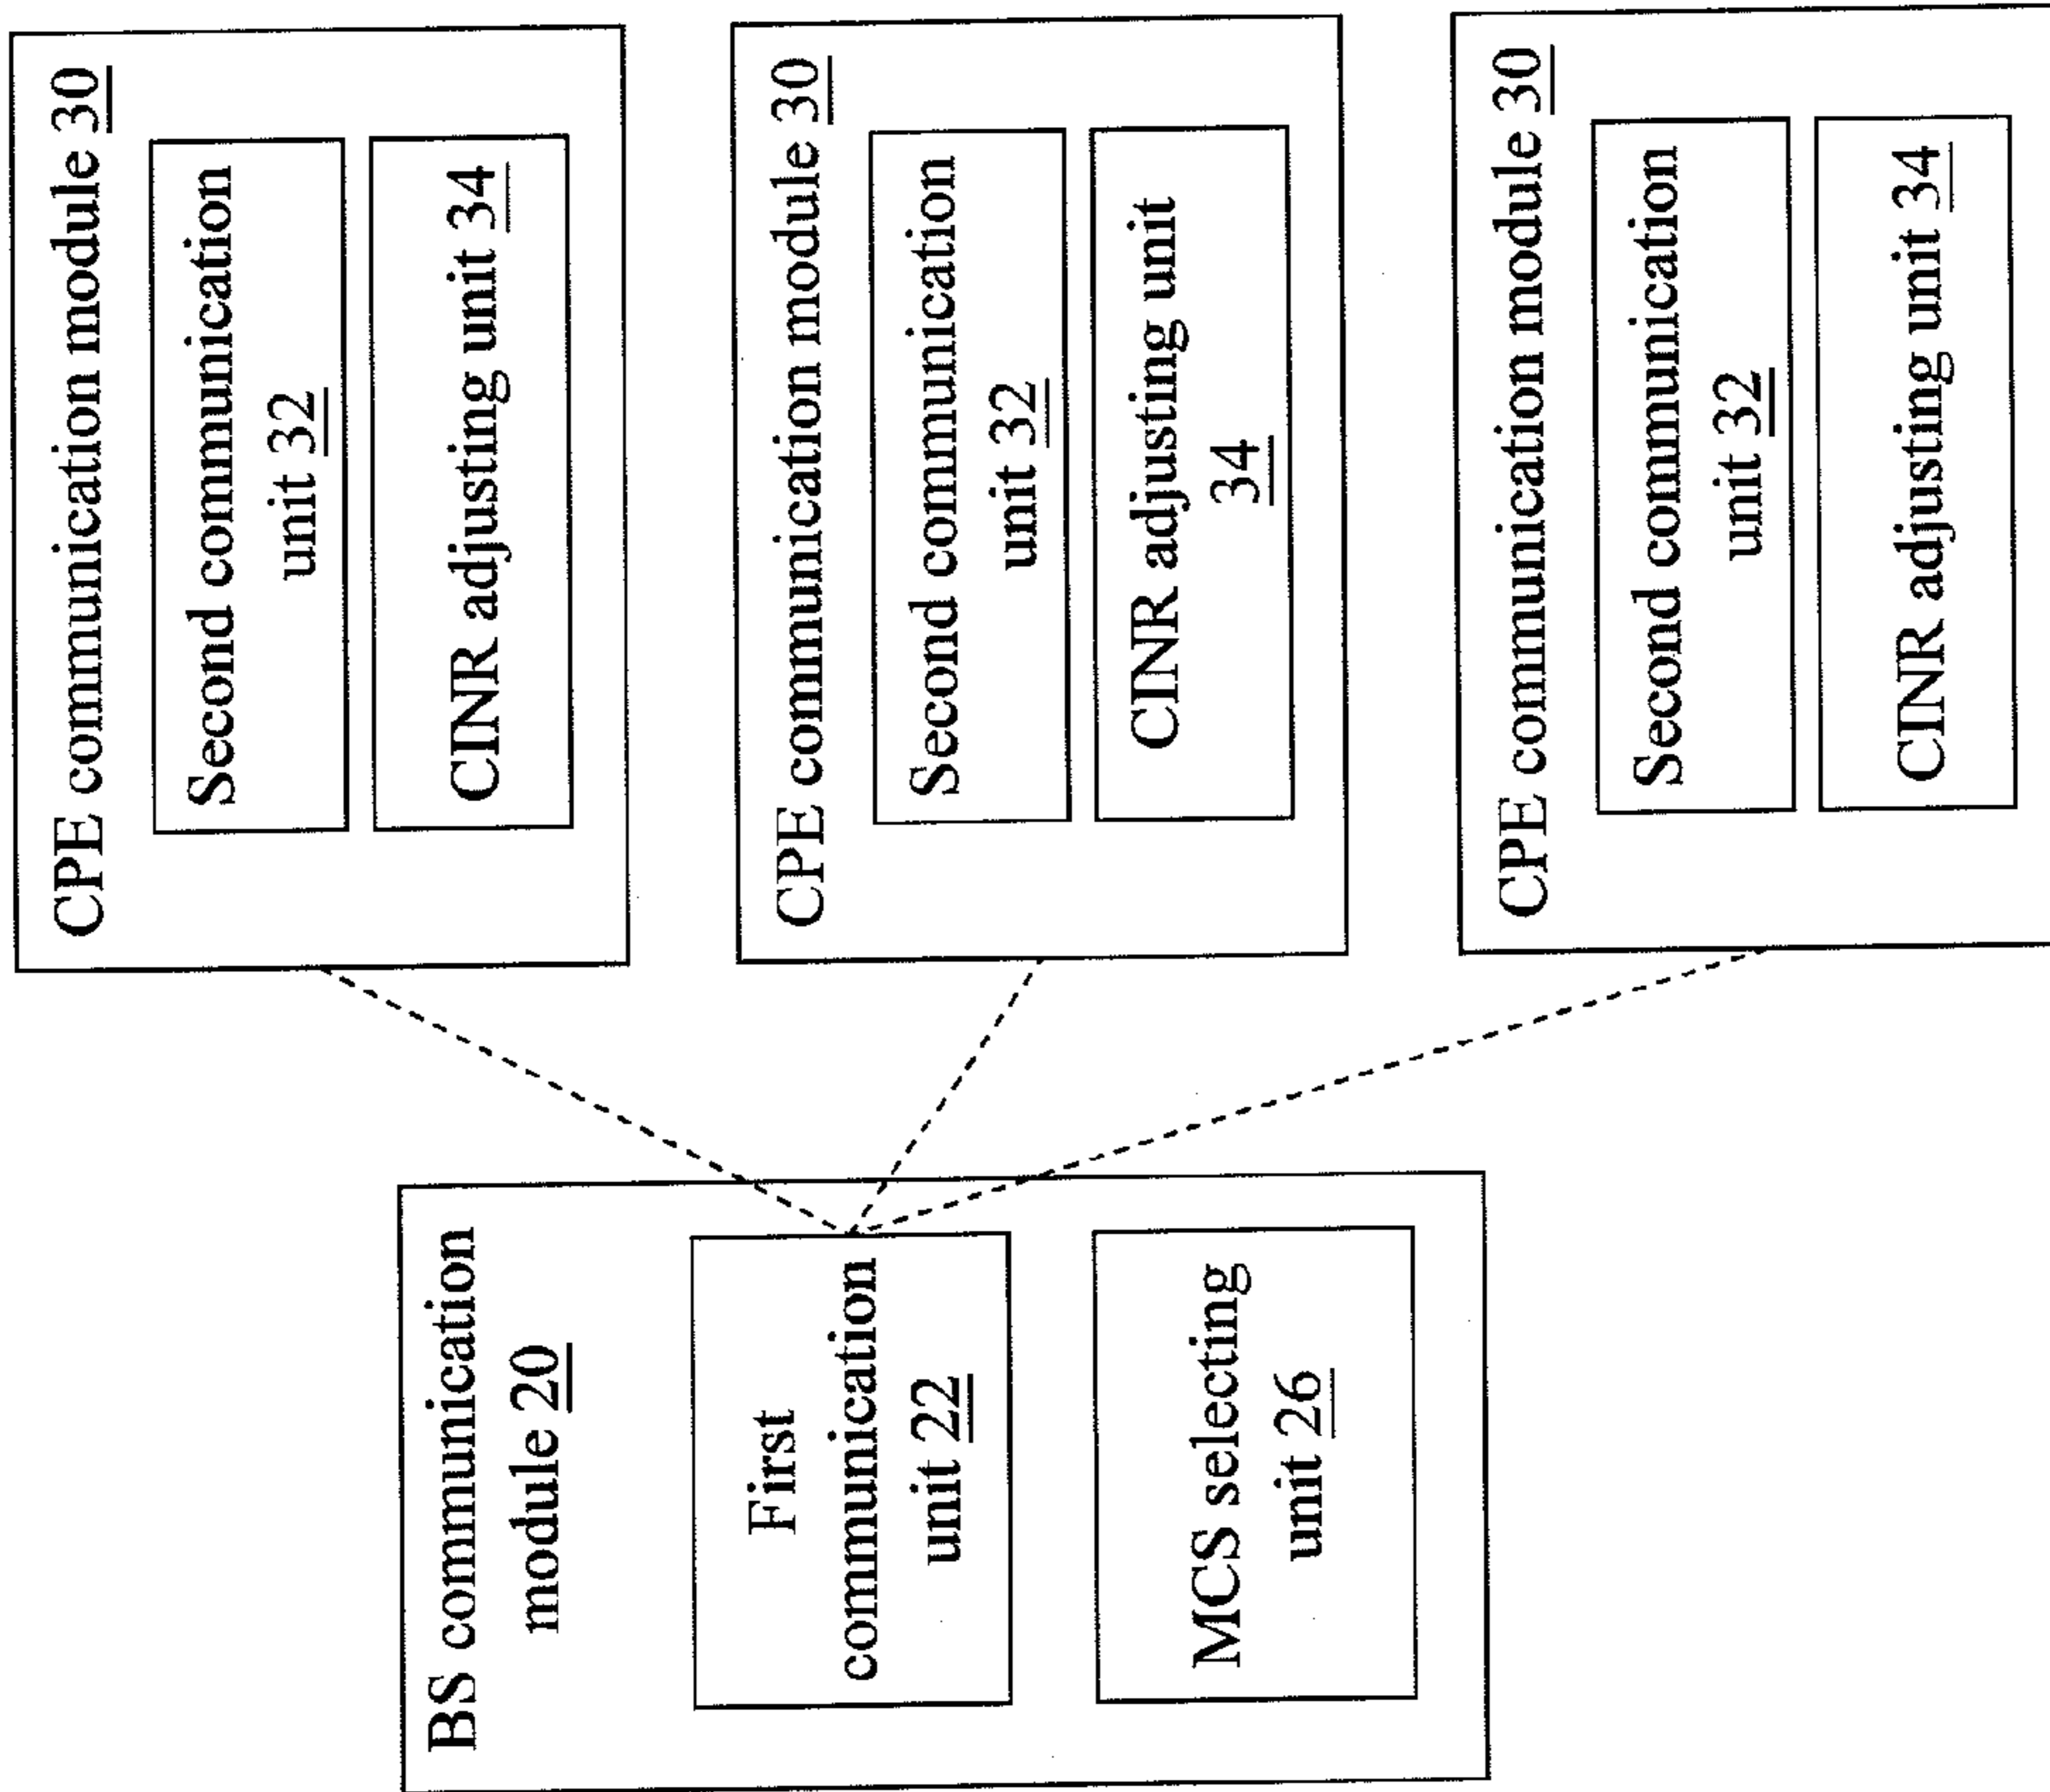 BS communication
module 20
First
communication
unit 22
MCS selecting
unit 26
CPE communication module 30
Second communication
unit 32
CINR adjusting unit 34
CPE communication module 30
Second communication
unit 32
CINR adjusting unit
34
CPE communication module 30
Second communication
unit 32
CINR adjusting unit 34